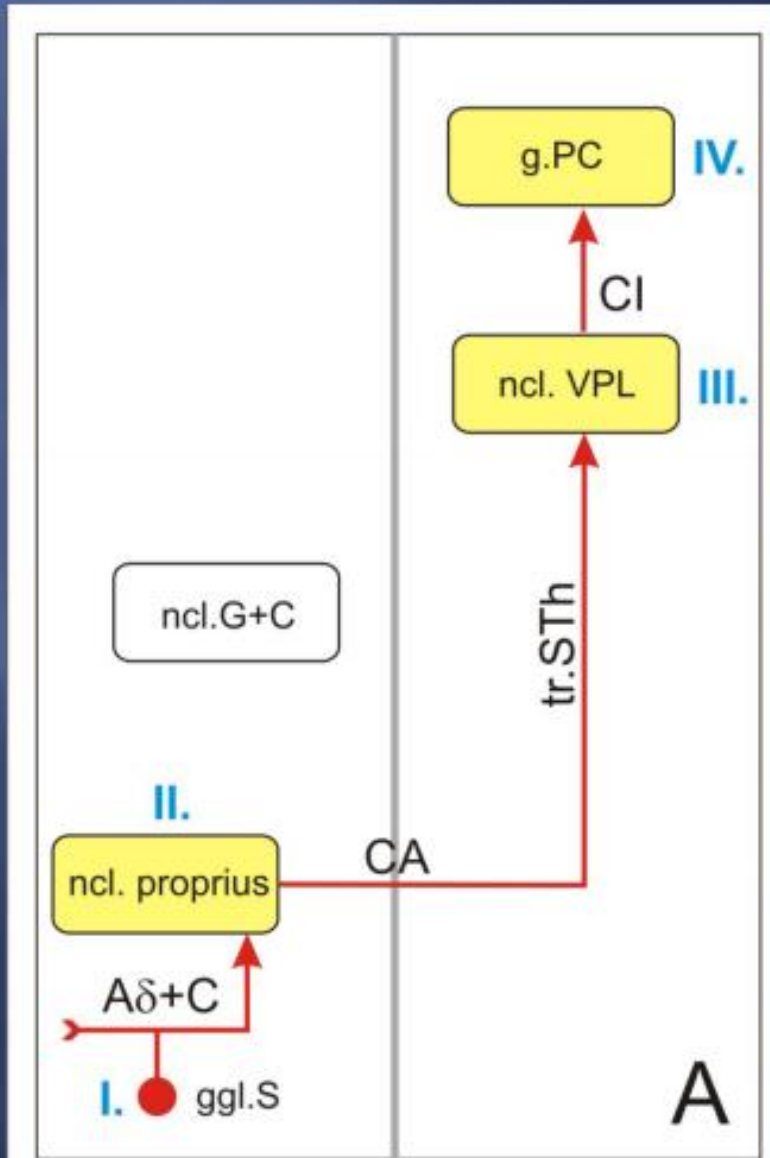 g.PC
IV.
CI
ncl. VPL
III.
ncl.G+C
tr.STh
II.
ncl. proprius
CA
Aδ+C
I.
ggl.S
A